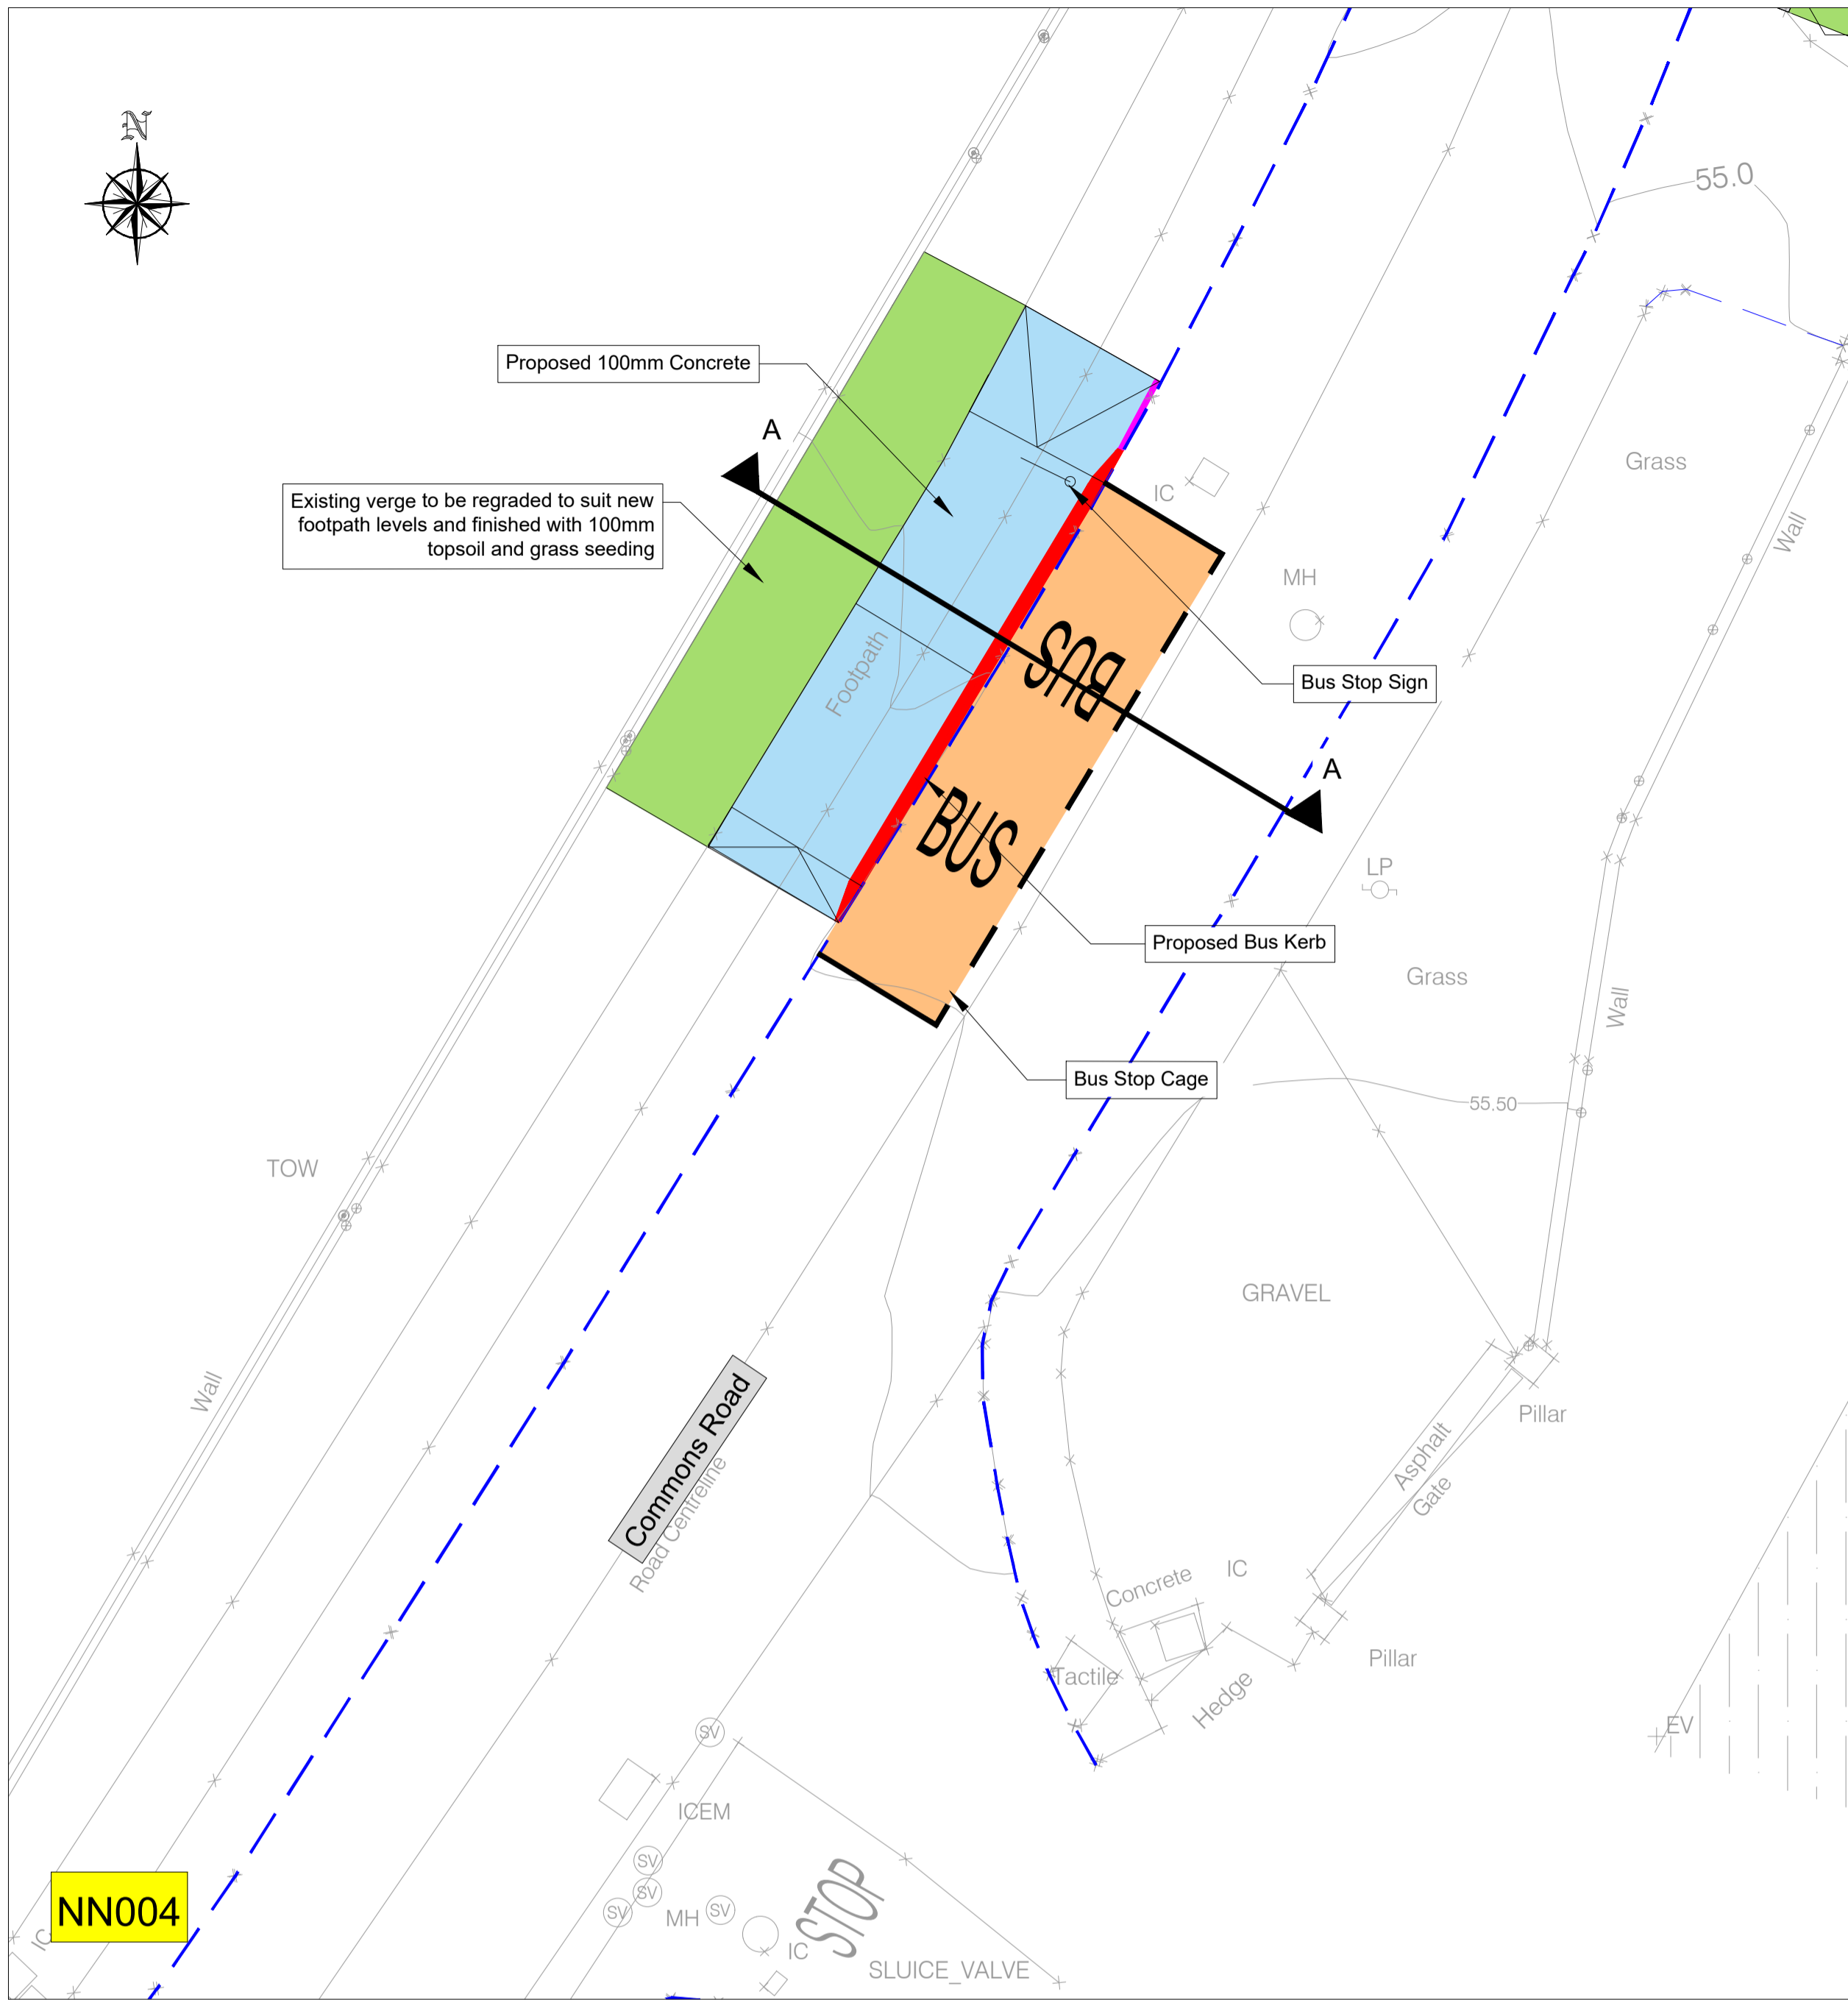 N
55.0
Proposed 100mm Concrete
A
Grass
Wall
Existing verge to be regraded to suit new
footpath levels and finished with 100mm
topsoil and grass seeding
IC
MH
Footpath
BUS
Bus Stop Sign
A
BUS
LP
Proposed Bus Kerb
Grass
Wall
Bus Stop Cage
55.50
TOW
GRAVEL
Wall
Commons Road
Road Centreline
Pillar
Asphalt
Gate
Concrete
IC
Tactile
Pillar
Hedge
EV
SV
ICEM
SV
SV
SV
SV
MH
STOP
NN004
IC
IC
SLUICE_VALVE